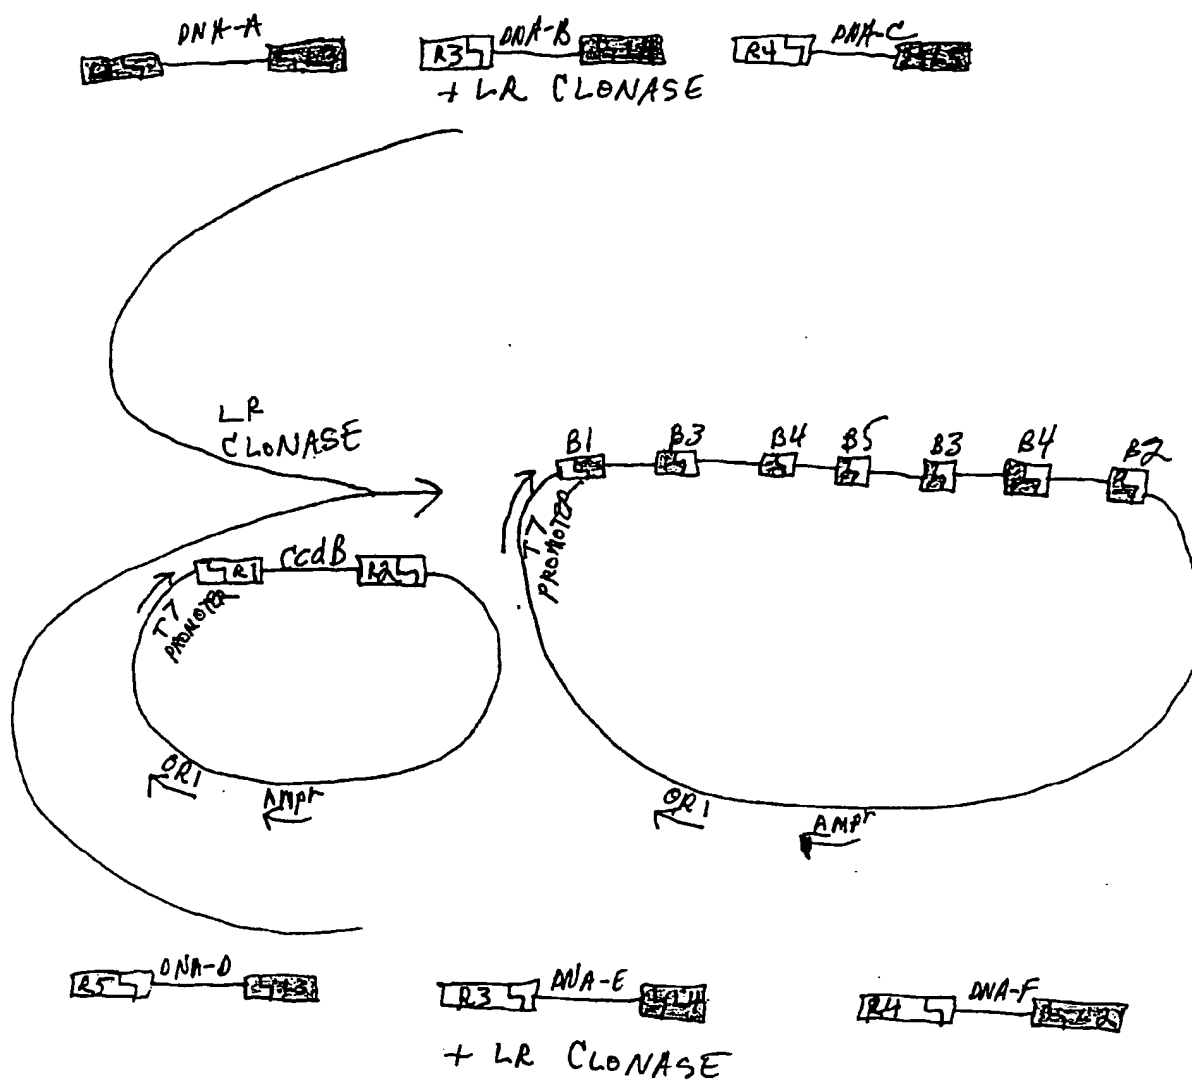 DNA-A DNA-B DNA-C
R3 R4
+ LR CLONASE
LR
CLONASE
B1 B3 B4 B5 B3 B4 B2
T7
PROMOTER
R1 ccdB R2
T7
PROMOTER
ORI
AMPr
ORI
AMPr
DNA-D DNA-E DNA-F
R5 R3 R4
+ LR CLONASE